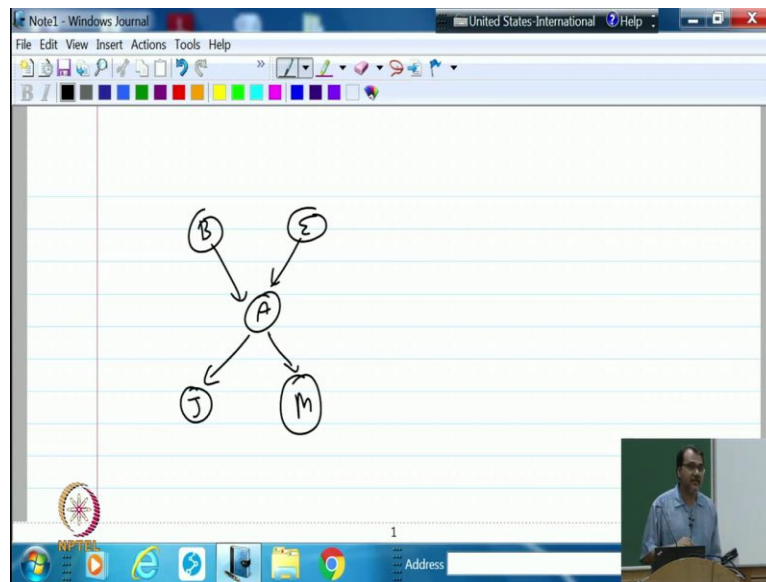 Note1 - Windows Journal
United States-International
Help
File Edit View Insert Actions Tools Help
B I
B E
A
J M
NPTEL
1
Address